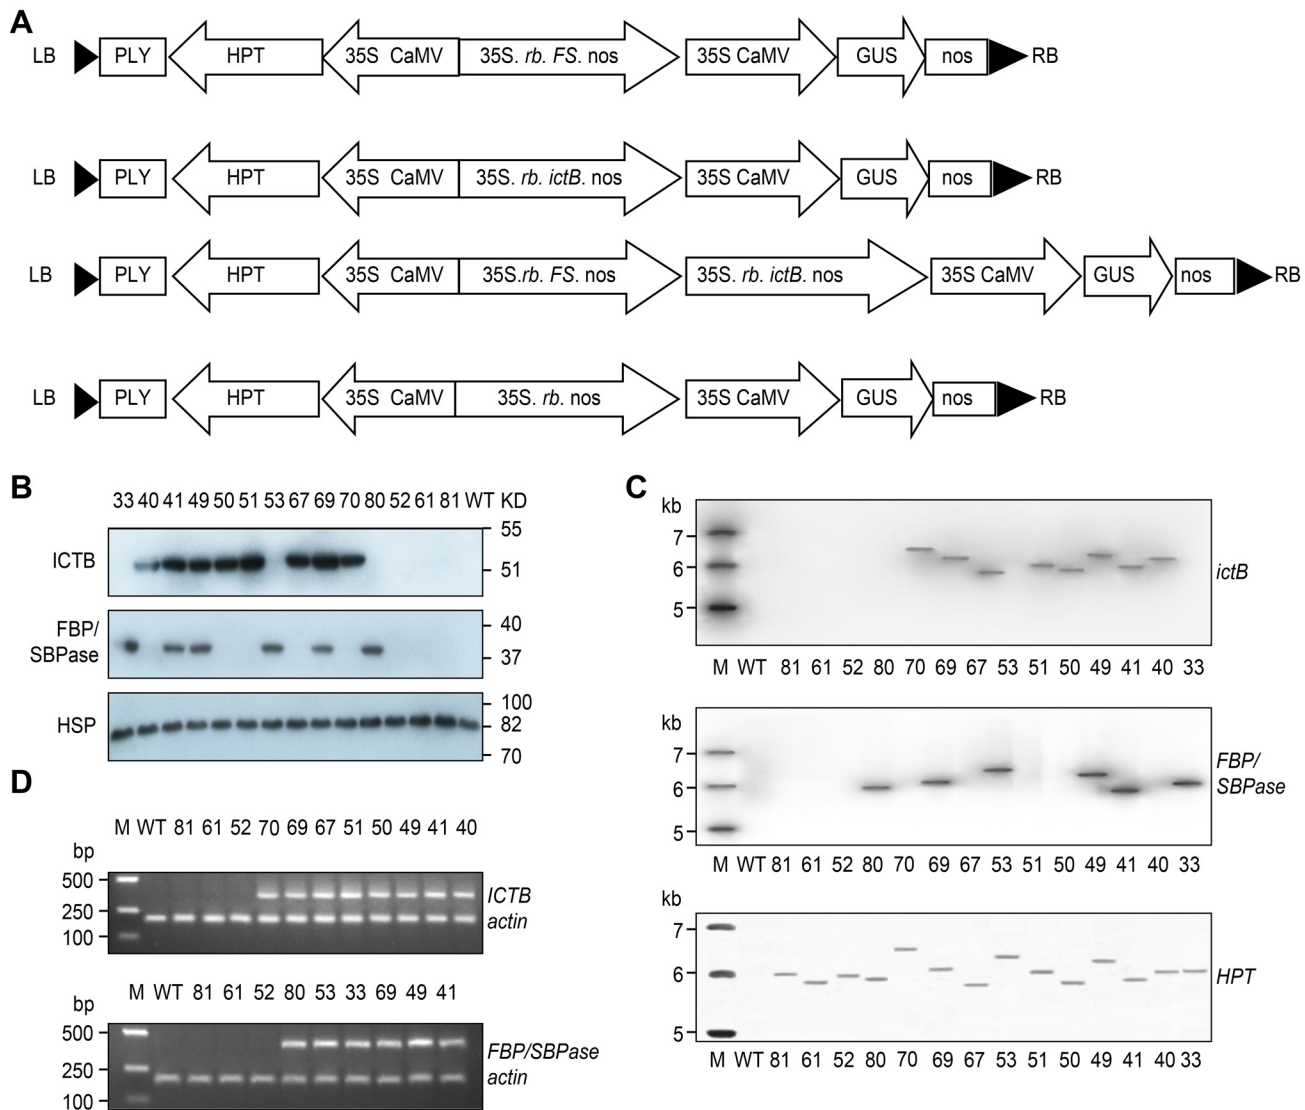 A
LB PLY HPT 35S CaMV 35S. rb. FS. nos 35S CaMV GUS nos RB
LB PLY HPT 35S CaMV 35S. rb. ictB. nos 35S CaMV GUS nos RB
LB PLY HPT 35S CaMV 35S.rb. FS. nos 35S. rb. ictB. nos 35S CaMV GUS nos RB
LB PLY HPT 35S CaMV 35S. rb. nos 35S CaMV GUS nos RB
B
33 40 41 49 50 51 53 67 69 70 80 52 61 81 WT KD
ICTB
55
51
FBP/
SBPase
40
37
HSP
100
82
70
C
kb
7
6
5
ictB
M WT 81 61 52 80 70 69 67 53 51 50 49 41 40 33
kb
7
6
5
FBP/
SBPase
M WT 81 61 52 80 70 69 67 53 51 50 49 41 40 33
kb
7
6
5
HPT
M WT 81 61 52 80 70 69 67 53 51 50 49 41 40 33
D
M WT 81 61 52 70 69 67 51 50 49 41 40
bp
500
250
100
ICTB
actin
M WT 81 61 52 80 53 33 69 49 41
bp
500
250
100
FBP/SBPase
actin